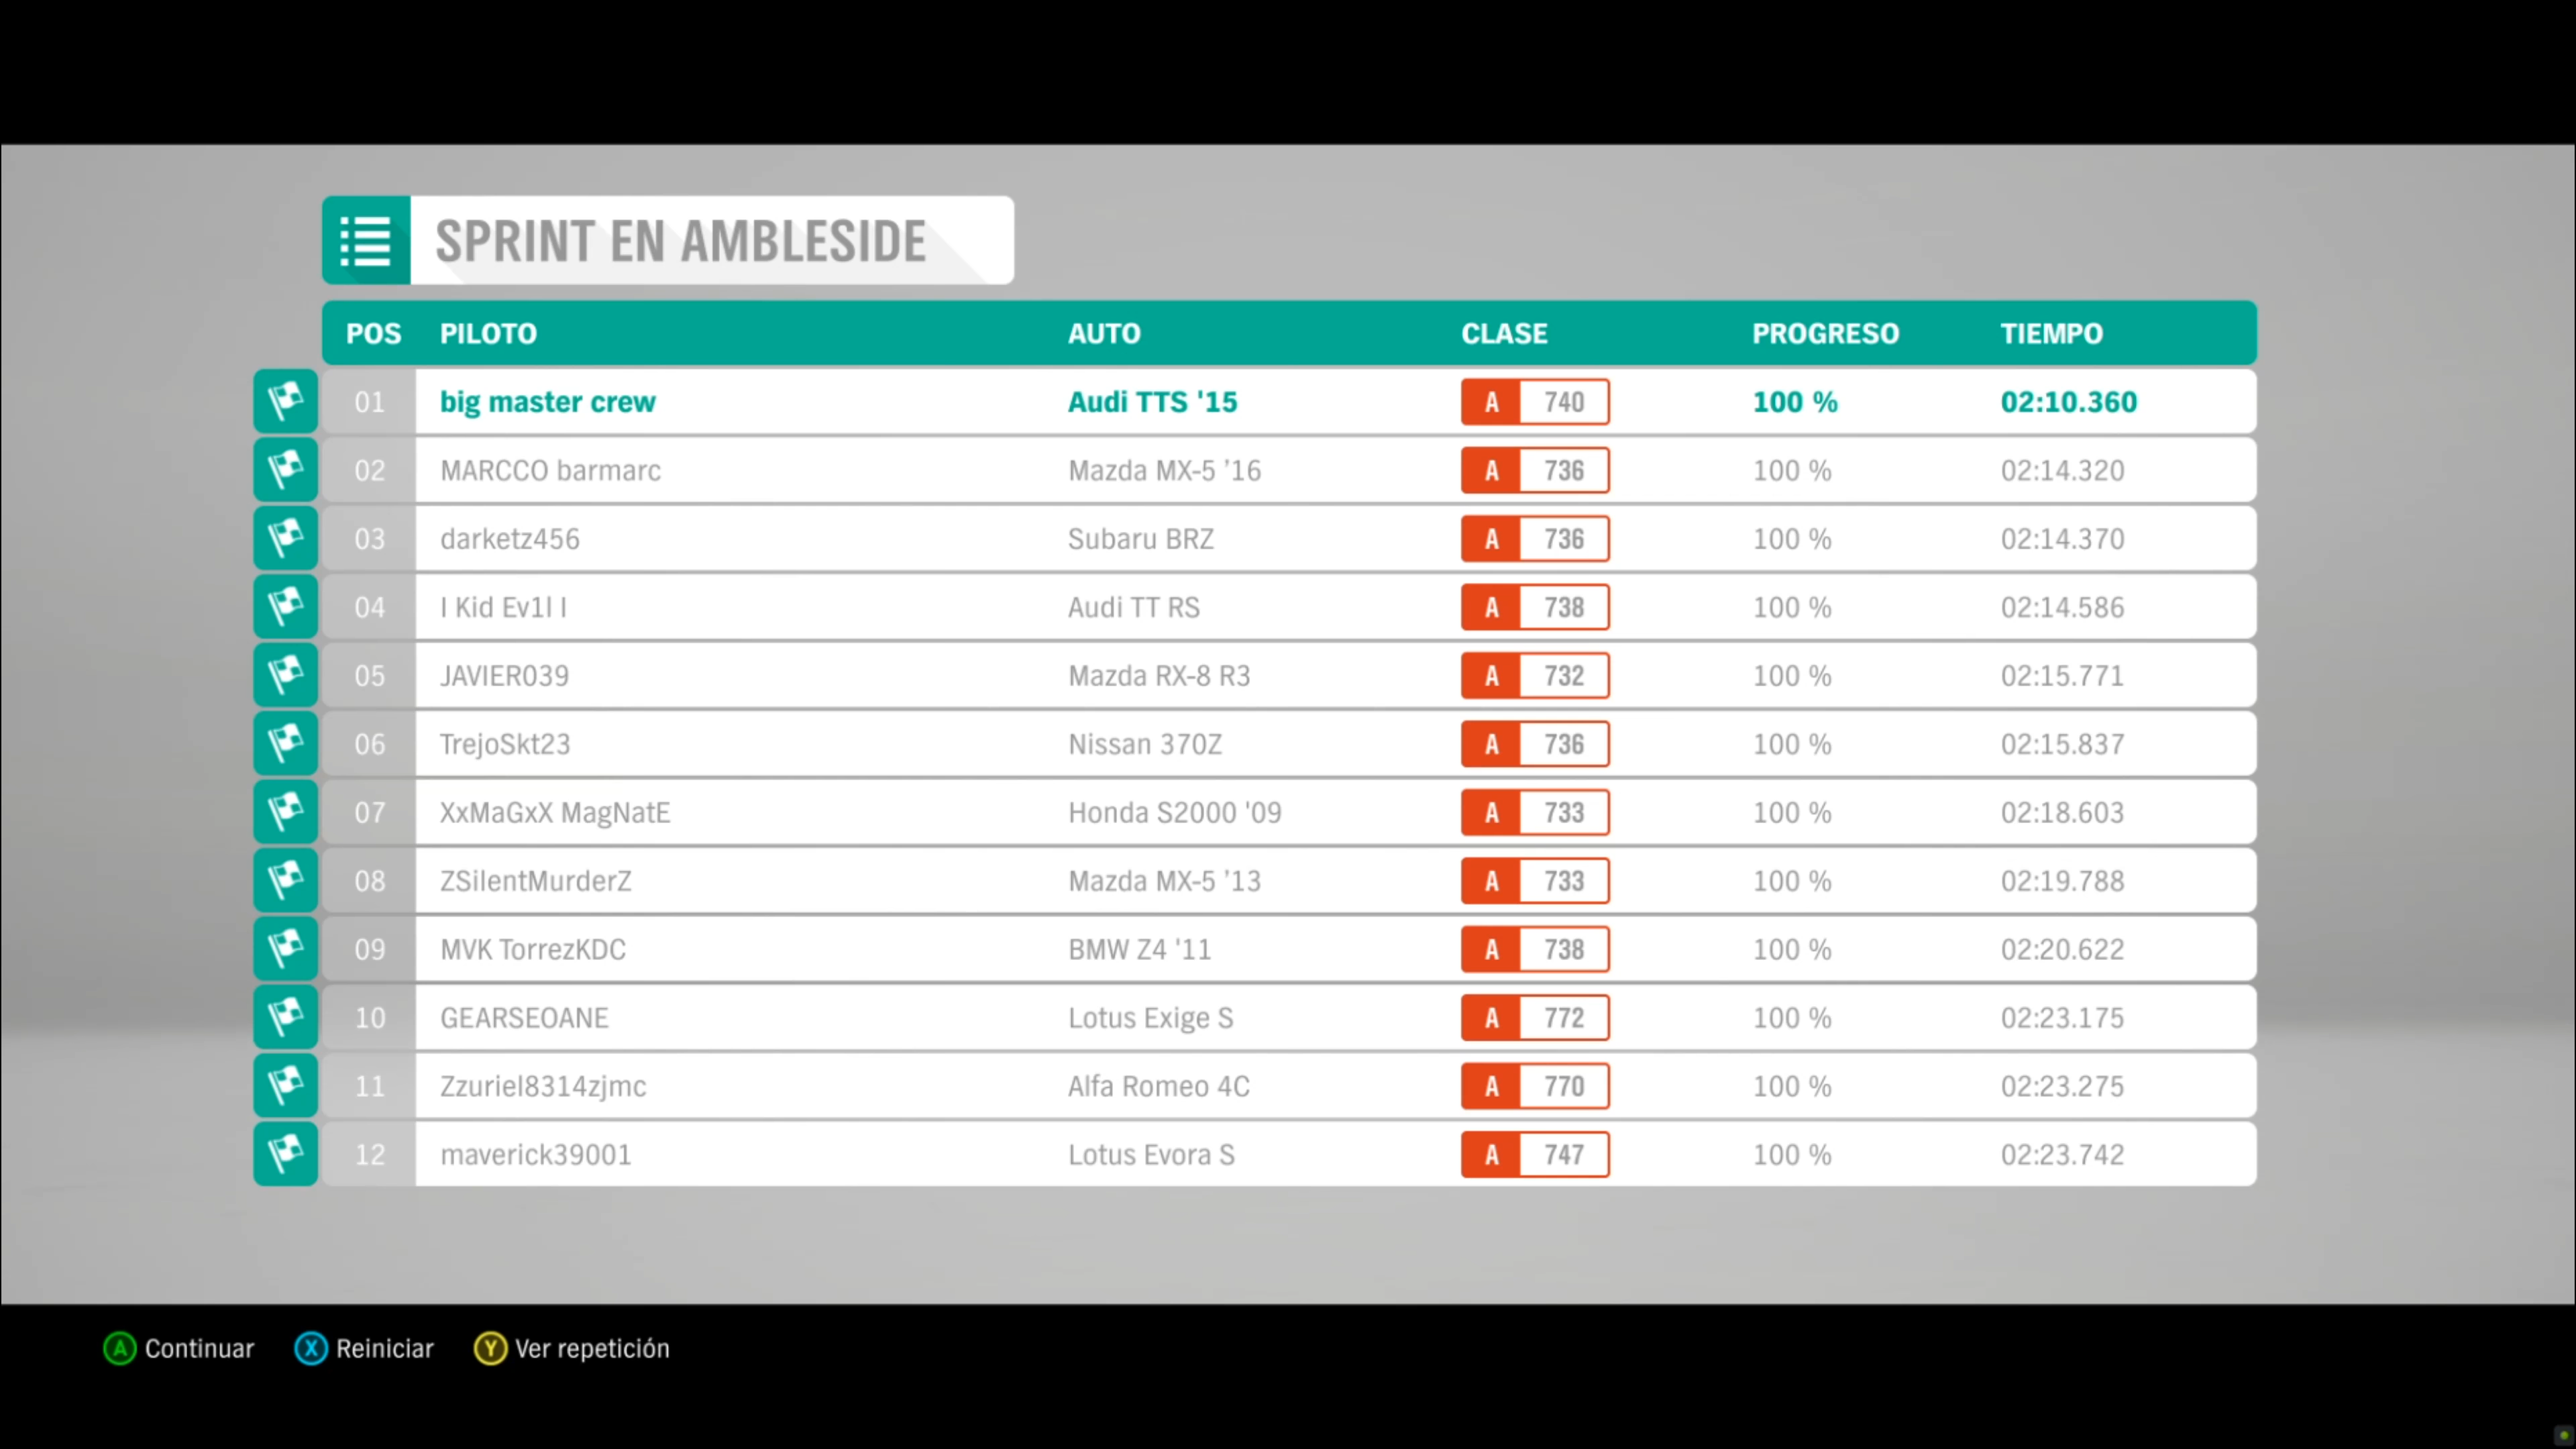 SPRINT EN AMBLESIDE
POS PILOTO AUTO CLASE PROGRESO TIEMPO
01 big master crew Audi TTS '15 A 740 100 % 02:10.360
02 MARCCO barmarc Mazda MX-5 ’16 A 736 100 % 02:14.320
03 darketz456 Subaru BRZ A 736 100 % 02:14.370
04 I Kid Ev1l I Audi TT RS A 738 100 % 02:14.586
05 JAVIER039 Mazda RX-8 R3 A 732 100 % 02:15.771
06 TrejoSkt23 Nissan 370Z A 736 100 % 02:15.837
07 XxMaGxX MagNatE Honda S2000 '09 A 733 100 % 02:18.603
08 ZSilentMurderZ Mazda MX-5 ’13 A 733 100 % 02:19.788
09 MVK TorrezKDC BMW Z4 '11 A 738 100 % 02:20.622
10 GEARSEOANE Lotus Exige S A 772 100 % 02:23.175
11 Zzuriel8314zjmc Alfa Romeo 4C A 770 100 % 02:23.275
12 maverick39001 Lotus Evora S A 747 100 % 02:23.742
A Continuar X Reiniciar Y Ver repetición